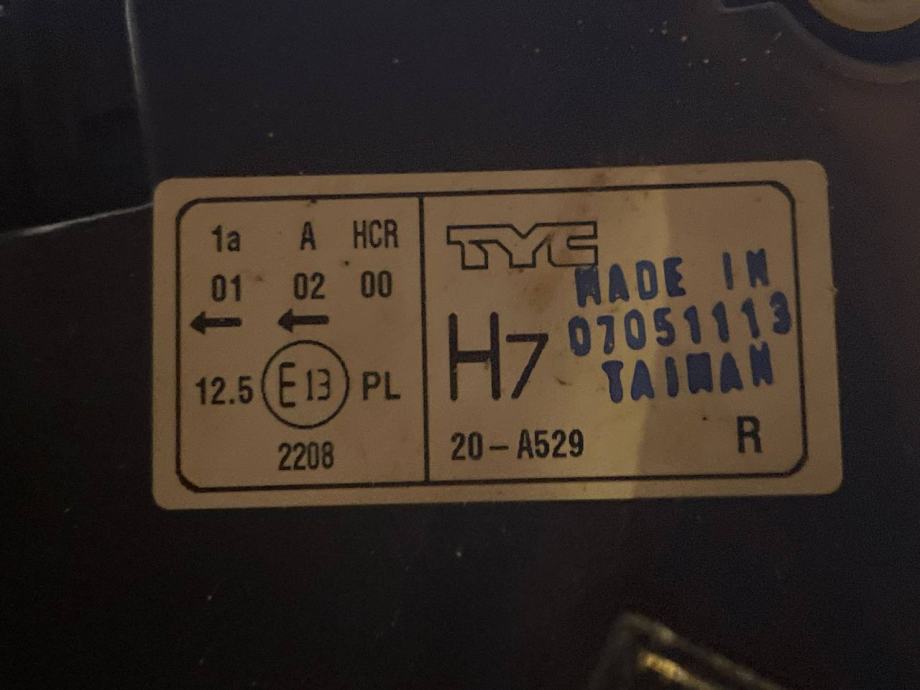 1a A HCR
01 02 00
← ←
12.5 E13 PL
2208
TYC
H7
20-A529 R
MADE IN
07051113
TAIWAN